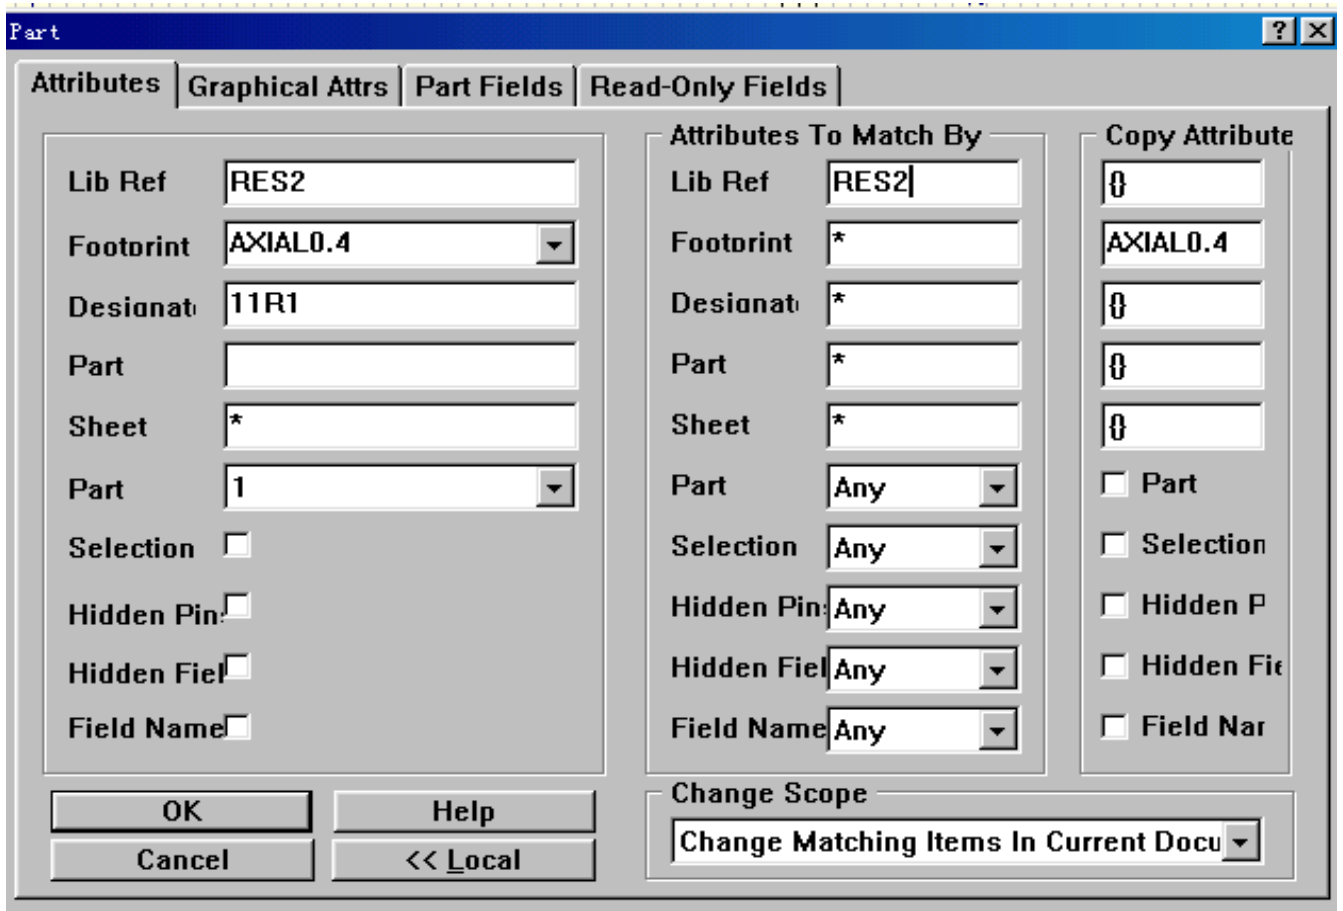 Part
Attributes Graphical Attrs Part Fields Read-Only Fields
Attributes To Match By Copy Attribute
Lib Ref RES2 Lib Ref RES2 {}
Footprint AXIAL0.4 Footprint * AXIAL0.4
Designat 11R1 Designat * {}
Part Part * {}
Sheet * Sheet * {}
Part 1 Part Any Part
Selection Selection Any Selection
Hidden Pins Hidden Pin Any Hidden P
Hidden Fiel Hidden Fiel Any Hidden Fie
Field Name Field Name Any Field Nar
OK Help Change Scope
Cancel << Local Change Matching Items In Current Docu